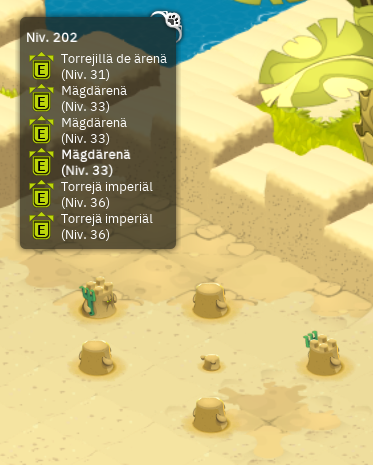 Niv. 202
E
Torrejillä de ärenä
(Niv. 31)
E
Mägdärenä
(Niv. 33)
E
Mägdärenä
(Niv. 33)
E
Mägdärenä
(Niv. 33)
E
Torrejä imperiäl
(Niv. 36)
E
Torrejä imperiäl
(Niv. 36)